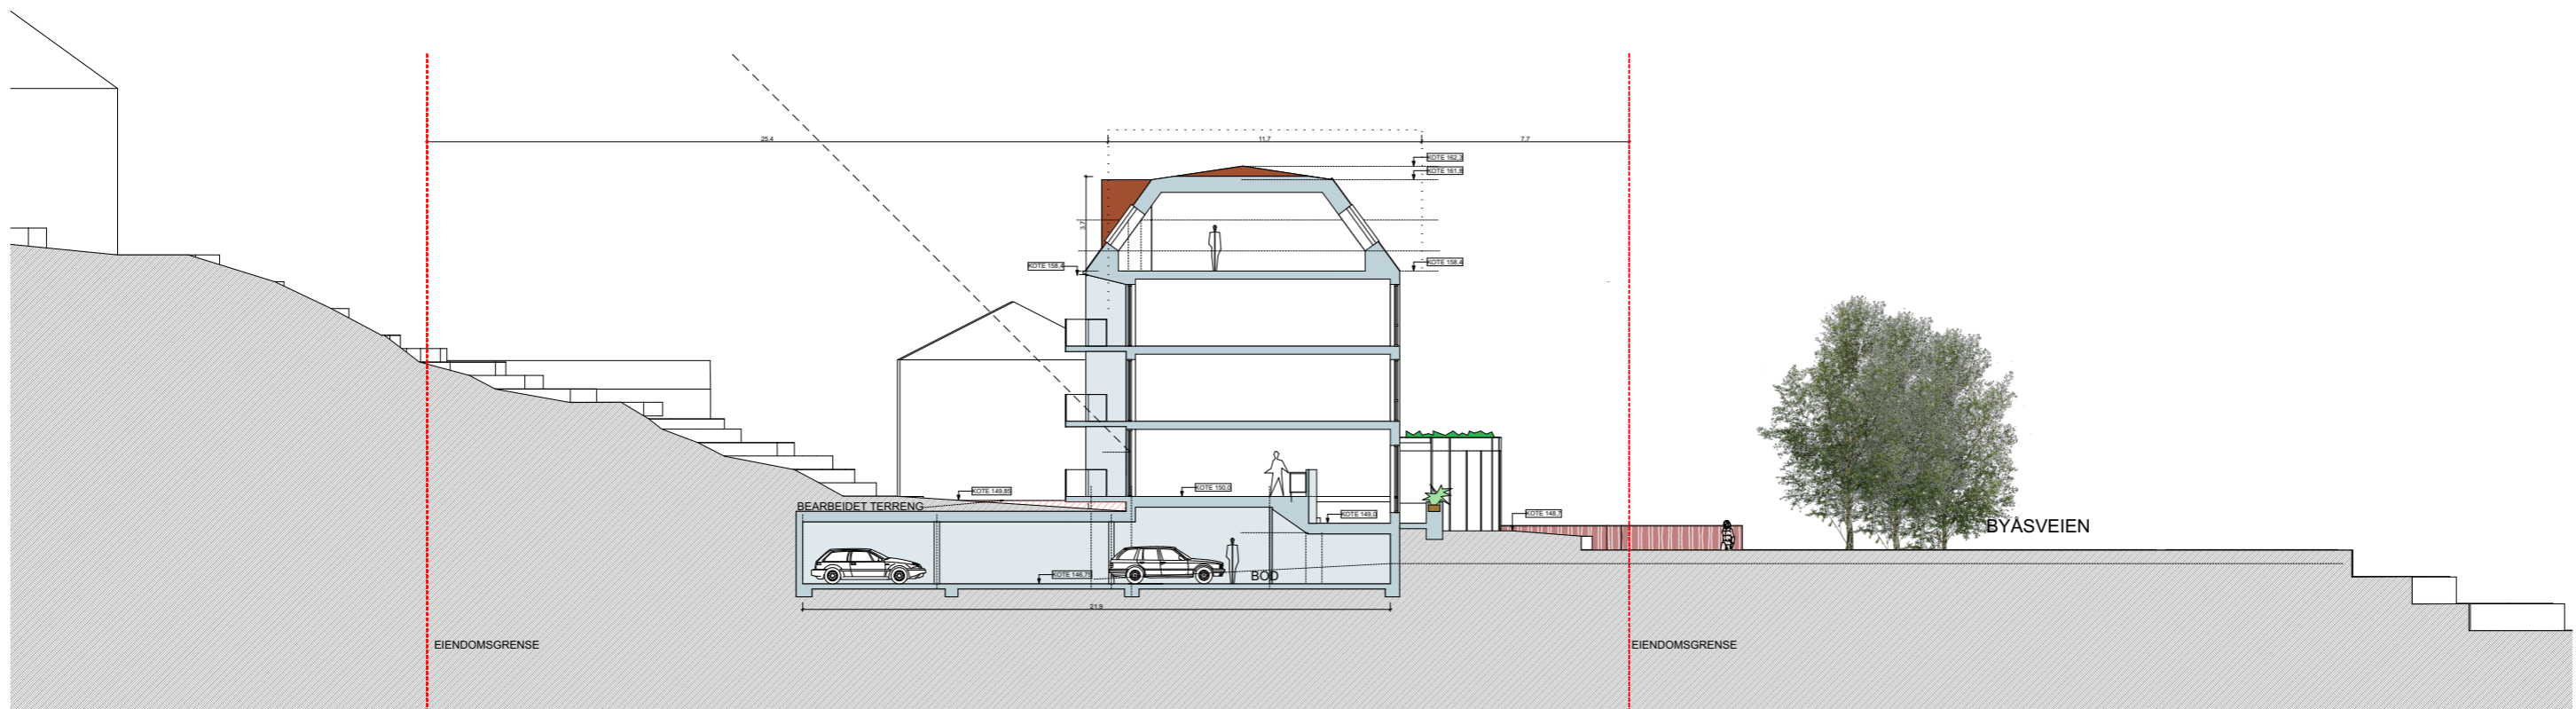 25,4
11,7
7,7
KOTE 162,3
KOTE 161,8
3,7
KOTE 158,4
KOTE 158,4
KOTE 149,85
KOTE 150,0
BEARBEIDET TERRENG
KOTE 149,0
KOTE 148,7
BYÅSVEIEN
KOTE 146,75
BOD
21,9
EIENDOMSGRENSE
EIENDOMSGRENSE